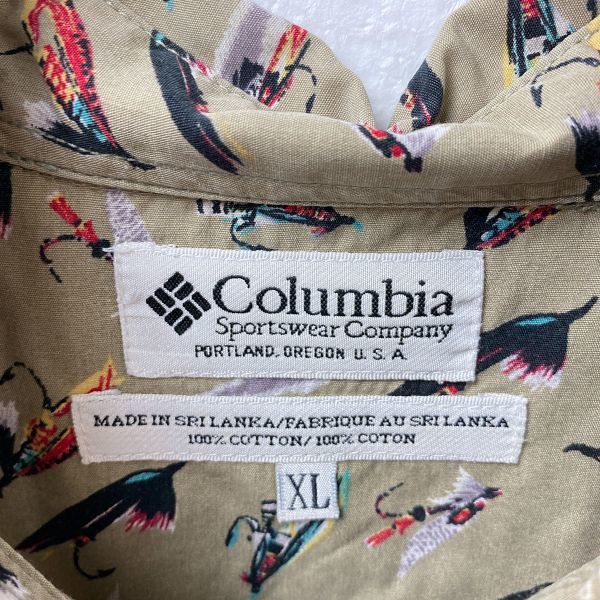 Columbia
Sportswear Company
PORTLAND, OREGON U.S.A.
MADE IN SRI LANKA/FABRIQUE AU SRI LANKA
100% COTTON/100% COTON
XL